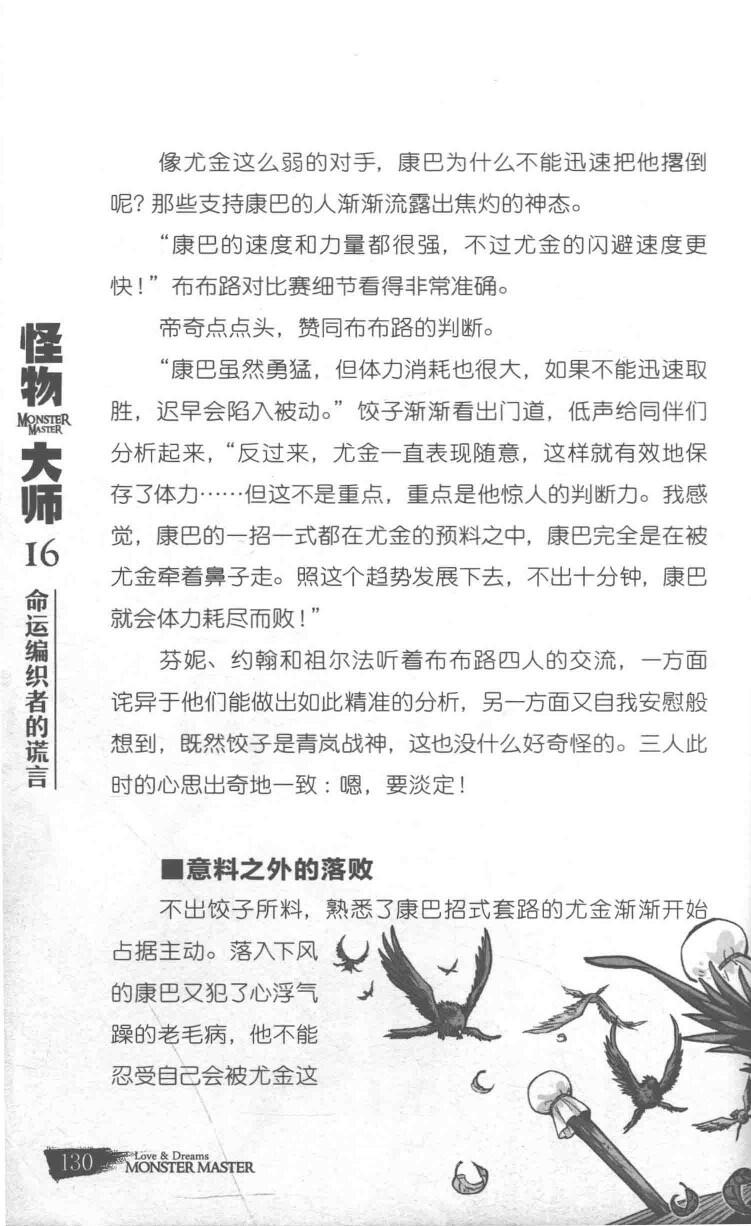 像尤金这么弱的对手，康巴为什么不能迅速把他撂倒
呢？那些支持康巴的人渐渐流露出焦灼的神态。
“康巴的速度和力量都很强，不过尤金的闪避速度更
快！”布布路对比赛细节看得非常准确。
帝奇点点头，赞同布布路的判断。
“康巴虽然勇猛，但体力消耗也很大，如果不能迅速取
胜，迟早会陷入被动。”饺子渐渐看出门道，低声给同伴们
分析起来，“反过来，尤金一直表现随意，这样就有效地保
存了体力……但这不是重点，重点是他惊人的判断力。我感
觉，康巴的一招一式都在尤金的预料之中，康巴完全是在被
尤金牵着鼻子走。照这个趋势发展下去，不出十分钟，康巴
就会体力耗尽而败！”
芬妮、约翰和祖尔法听着布布路四人的交流，一方面
诧异于他们能做出如此精准的分析，另一方面又自我安慰般
想到，既然饺子是青岚战神，这也没什么好奇怪的。三人此
时的心思出奇地一致：嗯，要淡定！
■意料之外的落败
不出饺子所料，熟悉了康巴招式套路的尤金渐渐开始
占据主动。落入下风
的康巴又犯了心浮气
躁的老毛病，他不能
忍受自己会被尤金这
怪物
MONSTER
MASTER
大师
16
命运编织者的谎言
130
Love & Dreams
MONSTER MASTER